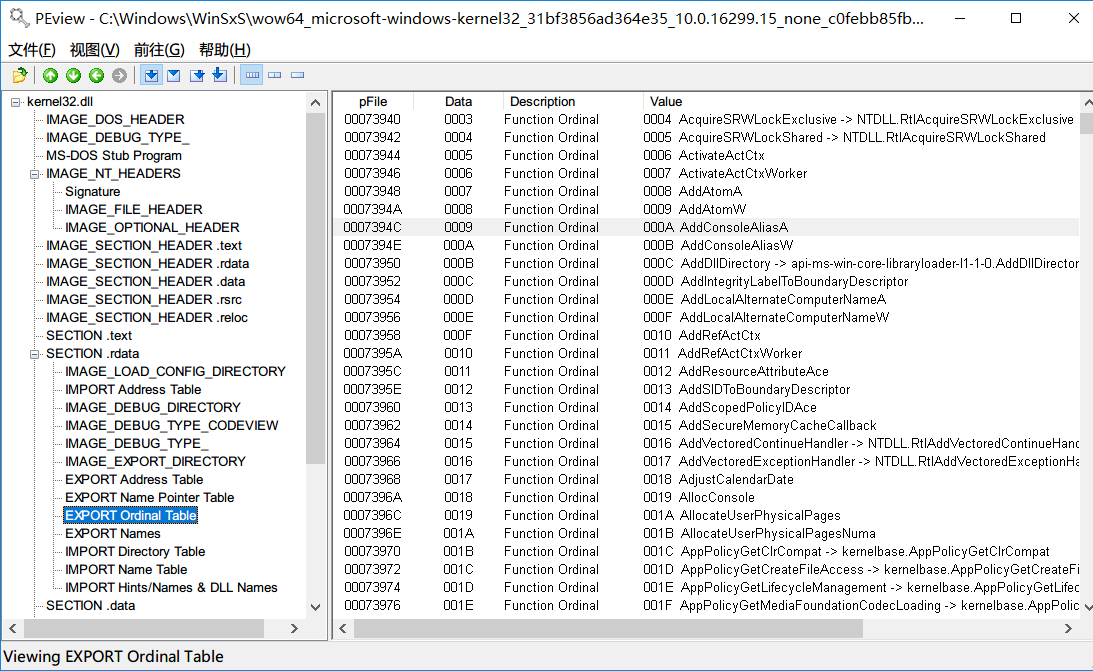 PEview - C:\Windows\WinSxS\wow64_microsoft-windows-kernel32_31bf3856ad364e35_10.0.16299.15_none_c0febb85fb...
文件(F) 视图(V) 前往(G) 帮助(H)
kernel32.dll
IMAGE_DOS_HEADER
IMAGE_DEBUG_TYPE_
MS-DOS Stub Program
IMAGE_NT_HEADERS
Signature
IMAGE_FILE_HEADER
IMAGE_OPTIONAL_HEADER
IMAGE_SECTION_HEADER .text
IMAGE_SECTION_HEADER .rdata
IMAGE_SECTION_HEADER .data
IMAGE_SECTION_HEADER .rsrc
IMAGE_SECTION_HEADER .reloc
SECTION .text
SECTION .rdata
IMAGE_LOAD_CONFIG_DIRECTORY
IMPORT Address Table
IMAGE_DEBUG_DIRECTORY
IMAGE_DEBUG_TYPE_CODEVIEW
IMAGE_DEBUG_TYPE_
IMAGE_EXPORT_DIRECTORY
EXPORT Address Table
EXPORT Name Pointer Table
EXPORT Ordinal Table
EXPORT Names
IMPORT Directory Table
IMPORT Name Table
IMPORT Hints/Names & DLL Names
SECTION .data
pFile Data Description Value
00073940 0003 Function Ordinal 0004 AcquireSRWLockExclusive -> NTDLL.RtlAcquireSRWLockExclusive
00073942 0004 Function Ordinal 0005 AcquireSRWLockShared -> NTDLL.RtlAcquireSRWLockShared
00073944 0005 Function Ordinal 0006 ActivateActCtx
00073946 0006 Function Ordinal 0007 ActivateActCtxWorker
00073948 0007 Function Ordinal 0008 AddAtomA
0007394A 0008 Function Ordinal 0009 AddAtomW
0007394C 0009 Function Ordinal 000A AddConsoleAliasA
0007394E 000A Function Ordinal 000B AddConsoleAliasW
00073950 000B Function Ordinal 000C AddDllDirectory -> api-ms-win-core-libraryloader-l1-1-0.AddDllDirector
00073952 000C Function Ordinal 000D AddIntegrityLabelToBoundaryDescriptor
00073954 000D Function Ordinal 000E AddLocalAlternateComputerNameA
00073956 000E Function Ordinal 000F AddLocalAlternateComputerNameW
00073958 000F Function Ordinal 0010 AddRefActCtx
0007395A 0010 Function Ordinal 0011 AddRefActCtxWorker
0007395C 0011 Function Ordinal 0012 AddResourceAttributeAce
0007395E 0012 Function Ordinal 0013 AddSIDToBoundaryDescriptor
00073960 0013 Function Ordinal 0014 AddScopedPolicyIDAce
00073962 0014 Function Ordinal 0015 AddSecureMemoryCacheCallback
00073964 0015 Function Ordinal 0016 AddVectoredContinueHandler -> NTDLL.RtlAddVectoredContinueHand
00073966 0016 Function Ordinal 0017 AddVectoredExceptionHandler -> NTDLL.RtlAddVectoredExceptionHa
00073968 0017 Function Ordinal 0018 AdjustCalendarDate
0007396A 0018 Function Ordinal 0019 AllocConsole
0007396C 0019 Function Ordinal 001A AllocateUserPhysicalPages
0007396E 001A Function Ordinal 001B AllocateUserPhysicalPagesNuma
00073970 001B Function Ordinal 001C AppPolicyGetClrCompat -> kernelbase.AppPolicyGetClrCompat
00073972 001C Function Ordinal 001D AppPolicyGetCreateFileAccess -> kernelbase.AppPolicyGetCreateFi
00073974 001D Function Ordinal 001E AppPolicyGetLifecycleManagement -> kernelbase.AppPolicyGetLifec
00073976 001E Function Ordinal 001F AppPolicyGetMediaFoundationCodecLoading -> kernelbase.AppPolic
Viewing EXPORT Ordinal Table